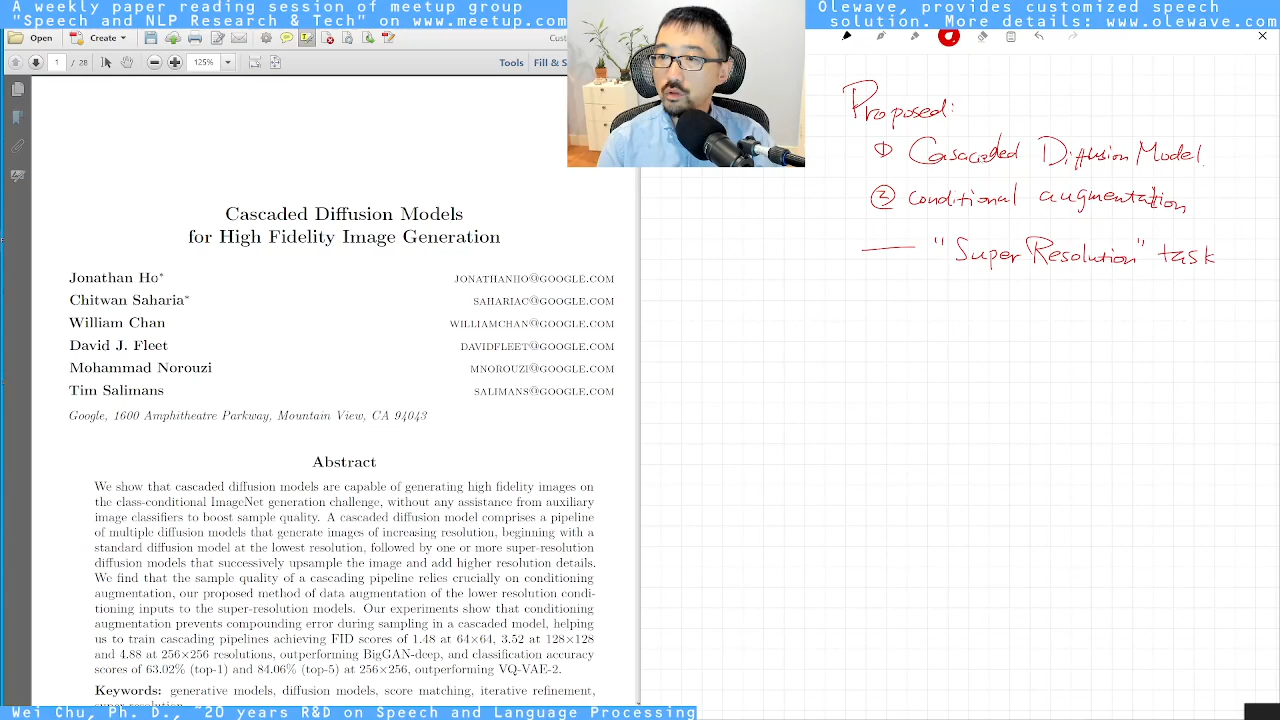 A weekly paper reading session of meetup group
"Speech and NLP Research & Tech" on www.meetup.com
Olewave, provides customized speech
solution. More details: www.olewave.com
Open
Create
1
/ 28
125%
Tools
Fill & S
Proposed:
① Casacaded Diffusion Model.
② conditional augmentation
— "Super Resolution" task
Cascaded Diffusion Models
for High Fidelity Image Generation
Jonathan Ho* JONATHANHO@GOOGLE.COM
Chitwan Saharia* SAHARIAC@GOOGLE.COM
William Chan WILLIAMCHAN@GOOGLE.COM
David J. Fleet DAVIDFLEET@GOOGLE.COM
Mohammad Norouzi MNOROUZI@GOOGLE.COM
Tim Salimans SALIMANS@GOOGLE.COM
Google, 1600 Amphitheatre Parkway, Mountain View, CA 94043
Abstract
We show that cascaded diffusion models are capable of generating high fidelity images on
the class-conditional ImageNet generation challenge, without any assistance from auxiliary
image classifiers to boost sample quality. A cascaded diffusion model comprises a pipeline
of multiple diffusion models that generate images of increasing resolution, beginning with a
standard diffusion model at the lowest resolution, followed by one or more super-resolution
diffusion models that successively upsample the image and add higher resolution details.
We find that the sample quality of a cascading pipeline relies crucially on conditioning
augmentation, our proposed method of data augmentation of the lower resolution condi-
tioning inputs to the super-resolution models. Our experiments show that conditioning
augmentation prevents compounding error during sampling in a cascaded model, helping
us to train cascading pipelines achieving FID scores of 1.48 at 64×64, 3.52 at 128×128
and 4.88 at 256×256 resolutions, outperforming BigGAN-deep, and classification accuracy
scores of 63.02% (top-1) and 84.06% (top-5) at 256×256, outperforming VQ-VAE-2.
Keywords: generative models, diffusion models, score matching, iterative refinement,
super-resolution
Wei Chu, Ph. D., ~20 years R&D on Speech and Language Processing